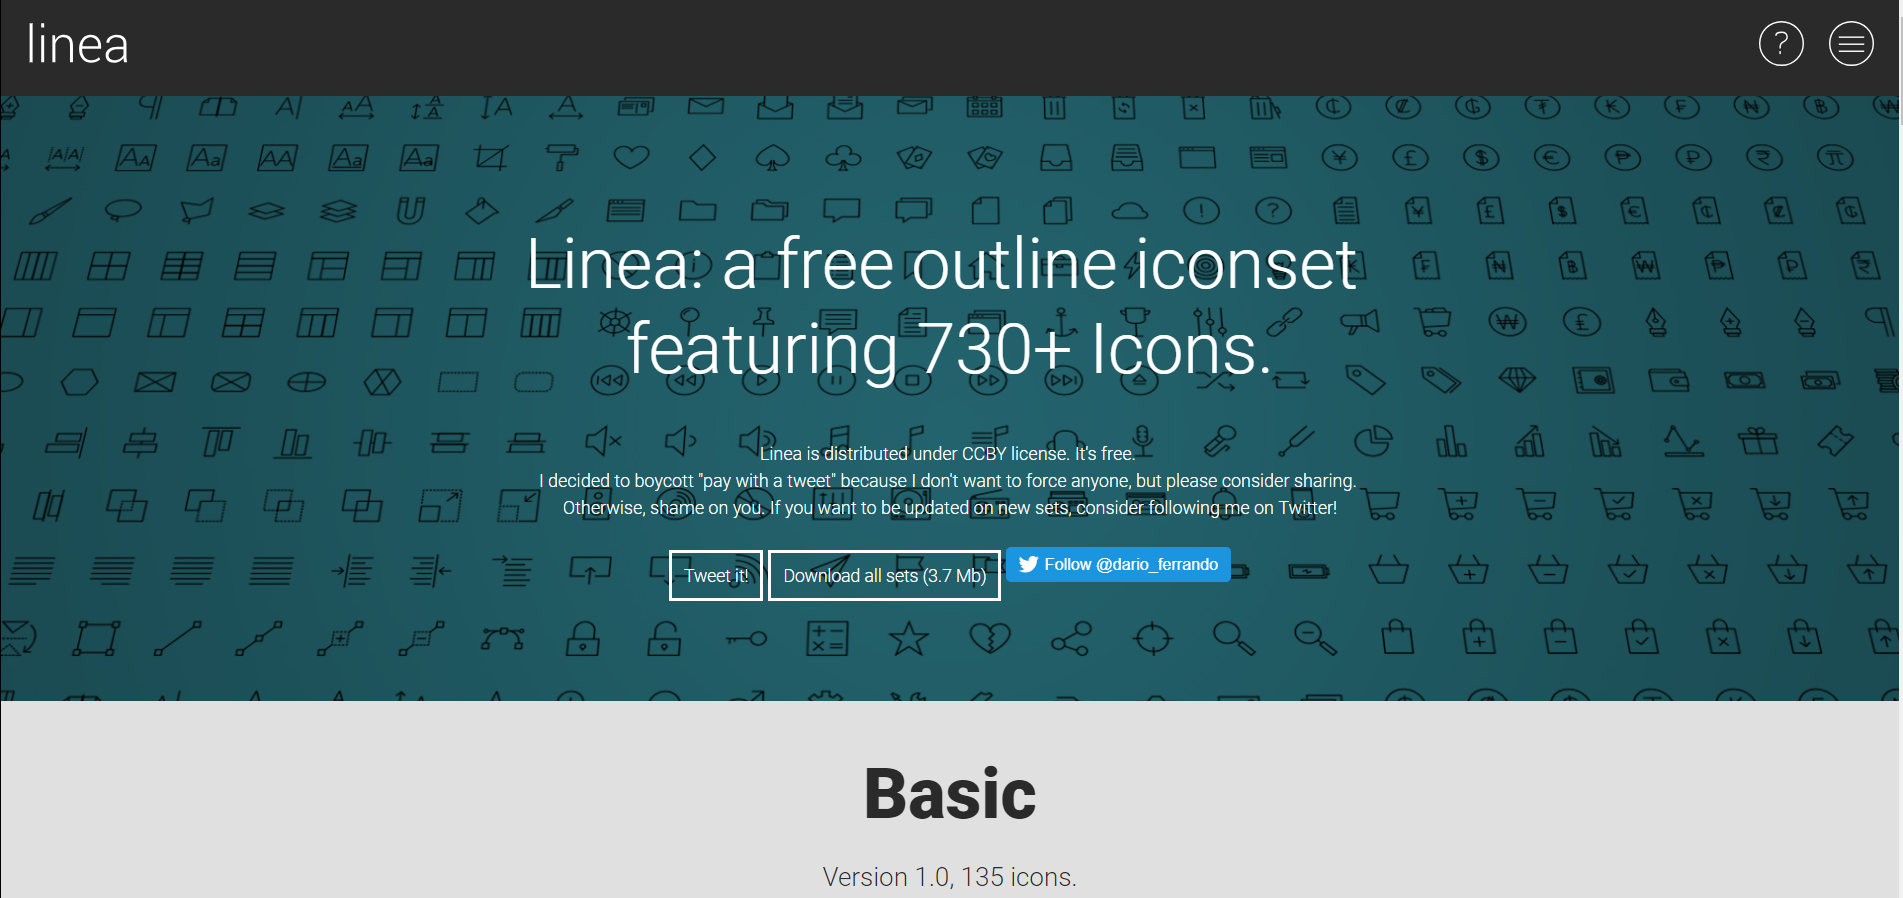 linea
Linea: a free outline iconset
featuring 730+ Icons.
Linea is distributed under CCBY license. It's free.
I decided to boycott "pay with a tweet" because I don't want to force anyone, but please consider sharing.
Otherwise, shame on you. If you want to be updated on new sets, consider following me on Twitter!
Tweet it!
Download all sets (3.7 Mb)
Follow @dario_ferrando
Basic
Version 1.0, 135 icons.